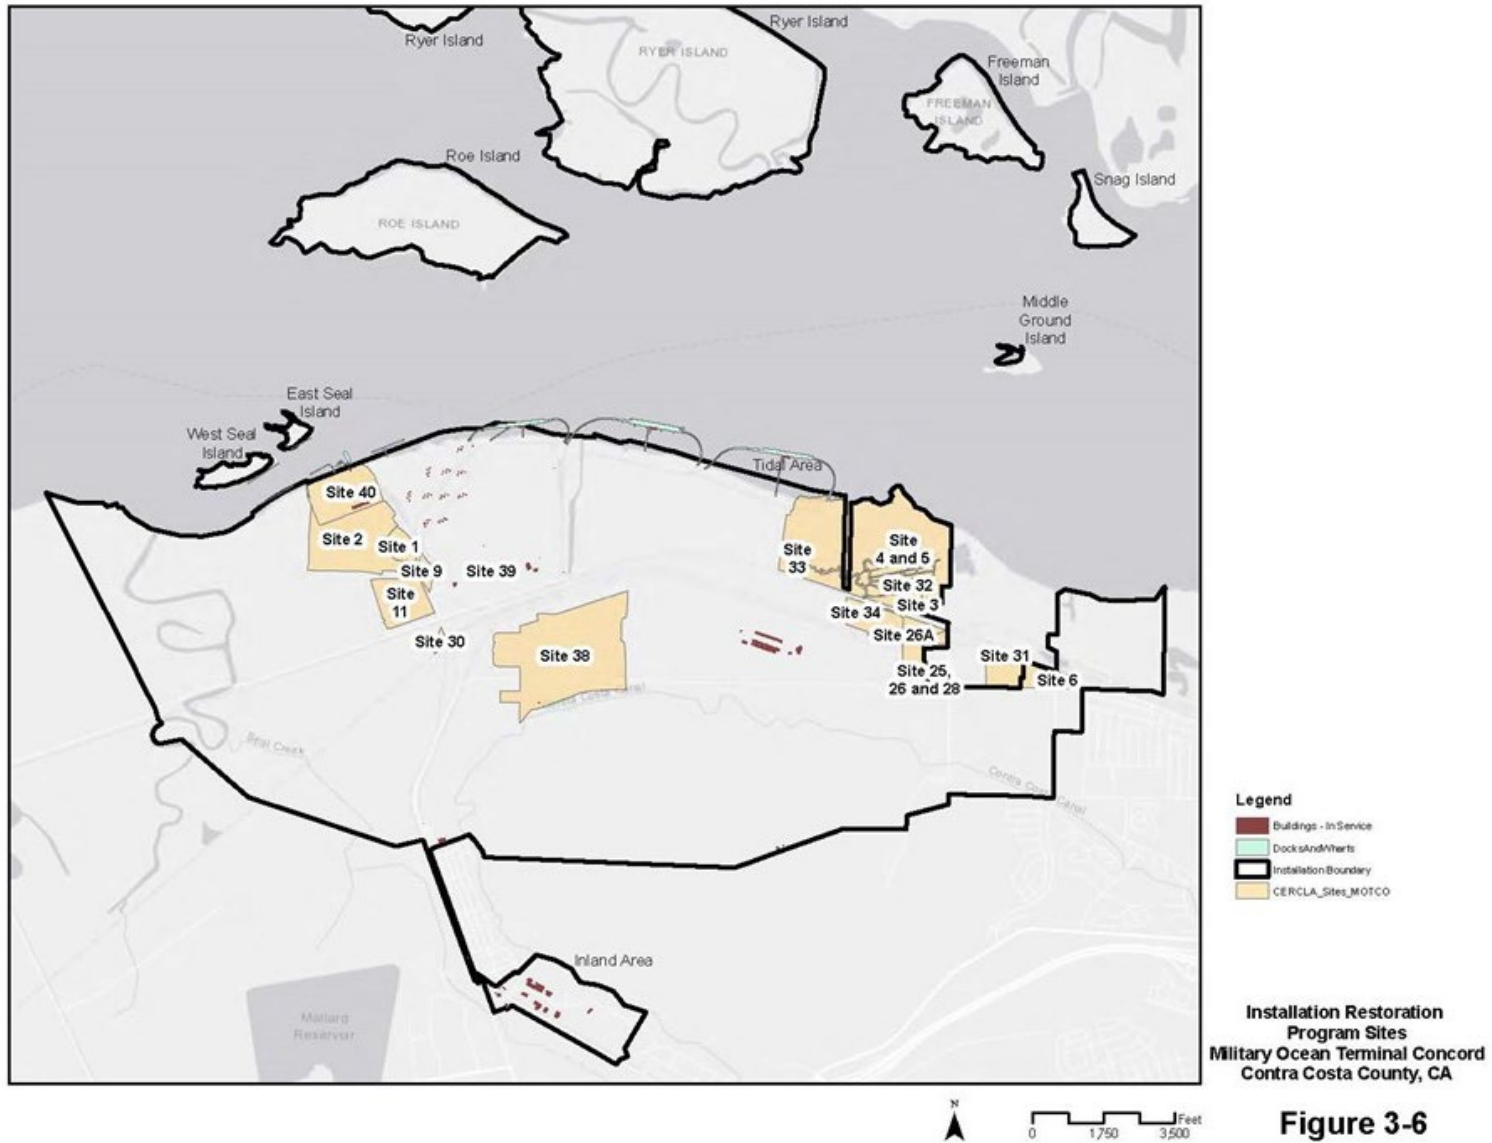 Ryer Island
Ryer Island
RYER ISLAND
Freeman
Island
FREEMAN
ISLAND
Roe Island
ROE ISLAND
Snag Island
Middle
Ground
Island
East Seal
Island
West Seal
Island
Tidal Area
Site 40
Site 2
Site 1
Site 9
Site 39
Site
11
Site 30
Site 38
Site
33
Site
4 and 5
Site 32
Site 3
Site 34
Site 26A
Site 25,
26 and 28
Site 31
Site 6
Costa Canal
Seal Creek
Contra Costa Canal
Inland Area
Mallard
Reservoir
Legend
Buildings - In Service
DocksAndWharfs
Installation Boundary
CERCLA_Sites_MOTCO
Installation Restoration
Program Sites
Military Ocean Terminal Concord
Contra Costa County, CA
N
Feet
0 1,750 3,500
Figure 3-6